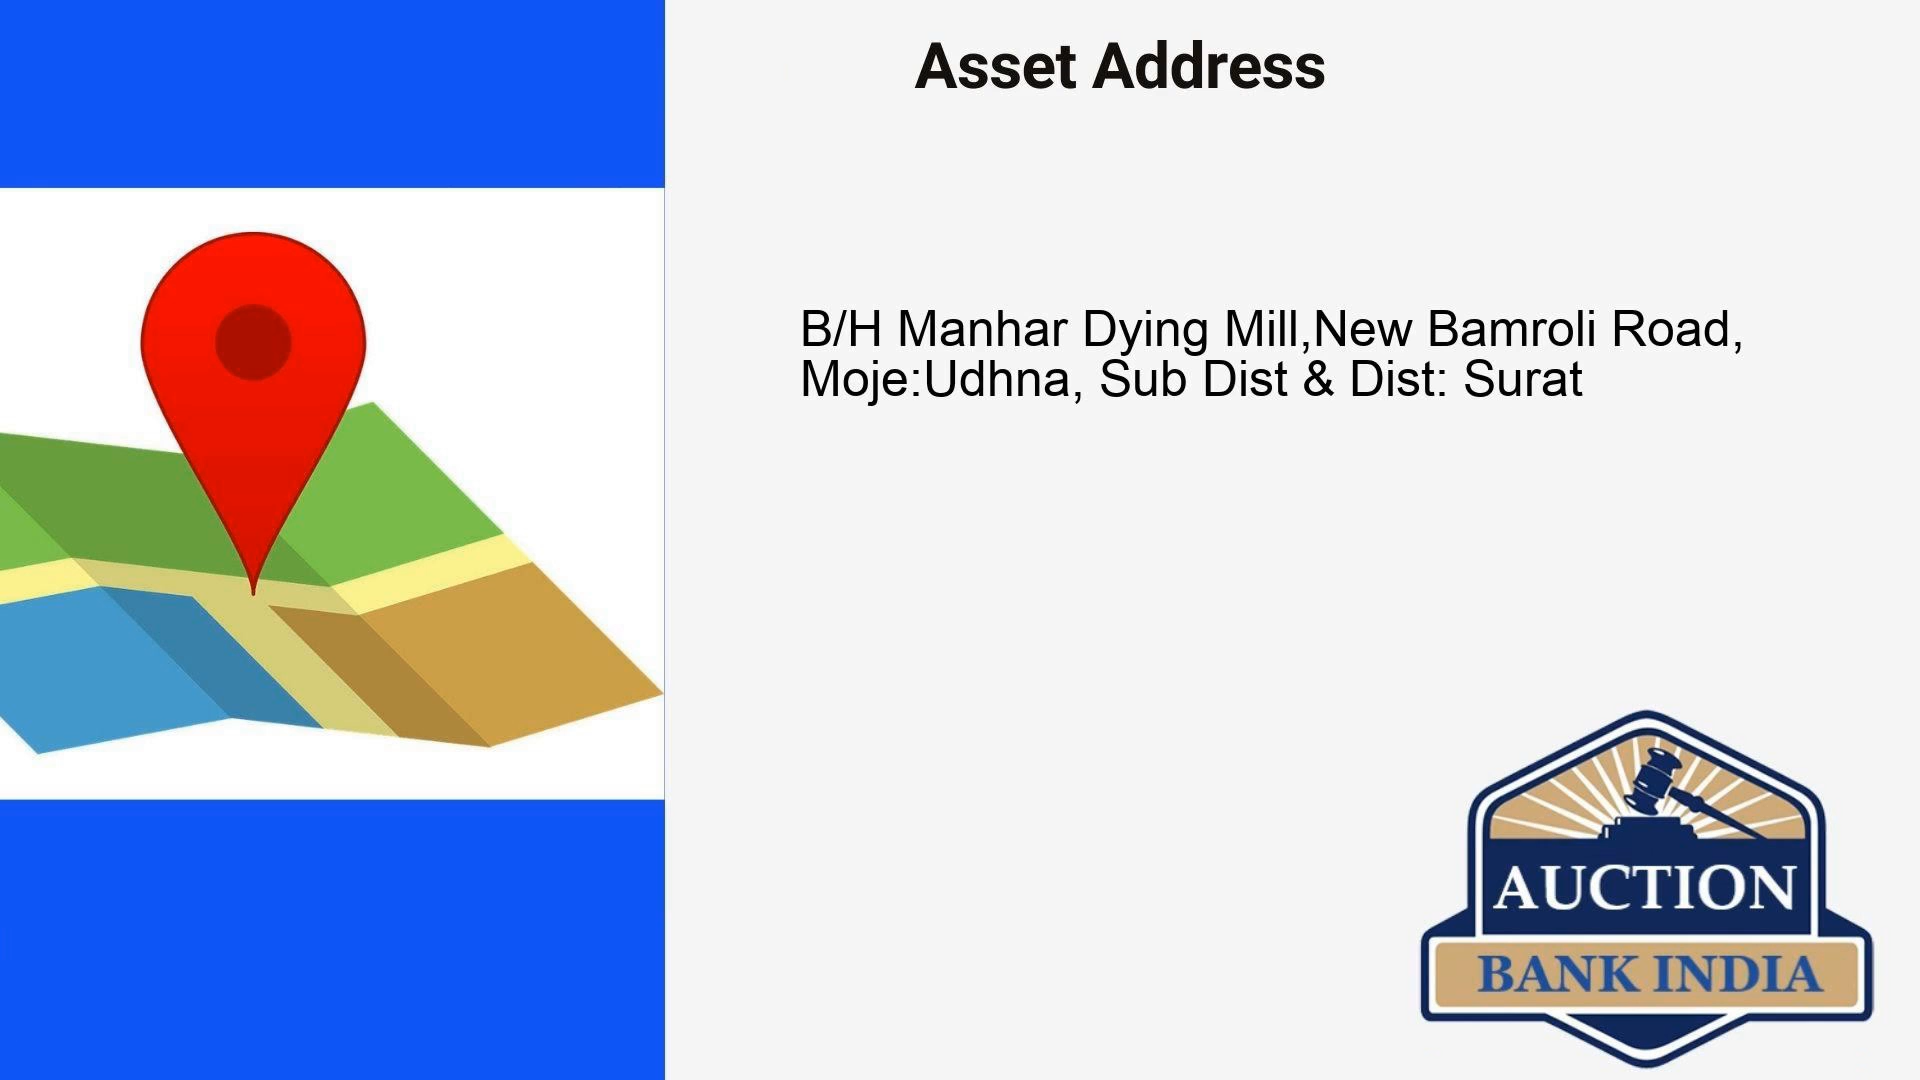 Asset Address
B/H Manhar Dying Mill,New Bamroli Road,
Moje:Udhna, Sub Dist & Dist: Surat
AUCTION
BANK INDIA